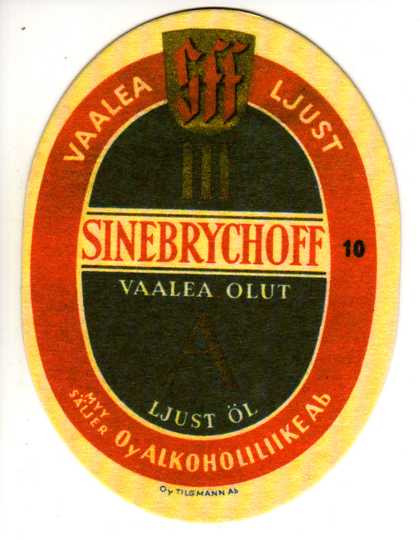 Sff
VAALEA LJUST
III
SINEBRYCHOFF
10
VAALEA OLUT
A
LJUST ÖL
MYY
SÄLJER
Oy ALKOHOLILIIKE Ab
Oy TILGMANN Ab